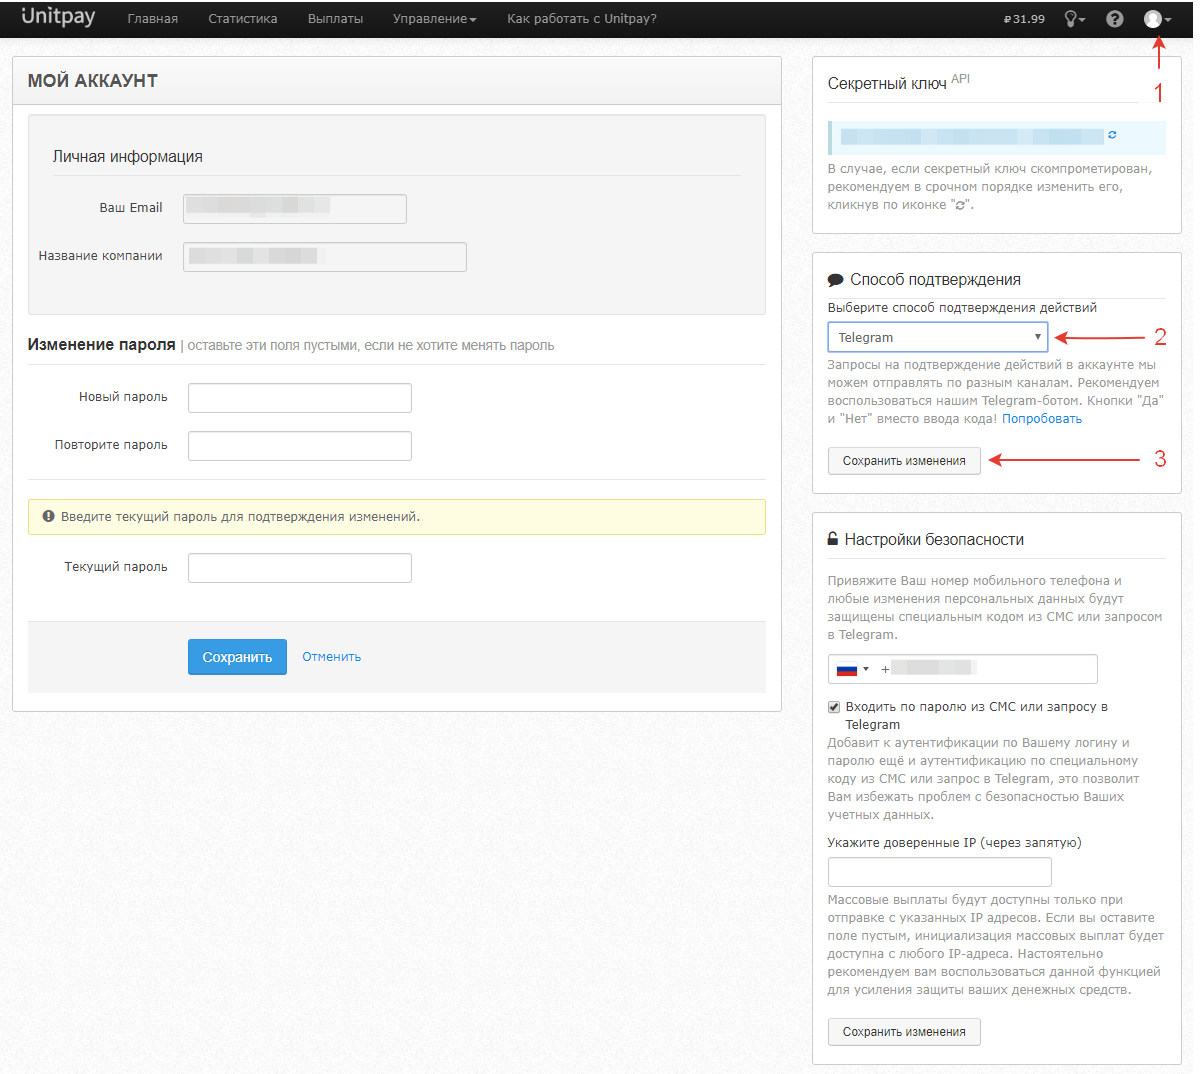 Unitpay
Главная
Статистика
Выплаты
Управление
Как работать с Unitpay?
₽31.99
1
МОЙ АККАУНТ
Личная информация
Ваш Email
Название компании
Изменение пароля | оставьте эти поля пустыми, если не хотите менять пароль
Новый пароль
Повторите пароль
Введите текущий пароль для подтверждения изменений.
Текущий пароль
Сохранить
Отменить
Секретный ключ API
В случае, если секретный ключ скомпрометирован,
рекомендуем в срочном порядке изменить его,
кликнув по иконке "".
Способ подтверждения
Выберите способ подтверждения действий
Telegram
2
Запросы на подтверждение действий в аккаунте мы
можем отправлять по разным каналам. Рекомендуем
воспользоваться нашим Telegram-ботом. Кнопки "Да"
и "Нет" вместо ввода кода! Попробовать
Сохранить изменения
3
Настройки безопасности
Привяжите Ваш номер мобильного телефона и
любые изменения персональных данных будут
защищены специальным кодом из СМС или запросом
в Telegram.
+
Входить по паролю из СМС или запросу в
Telegram
Добавит к аутентификации по Вашему логину и
паролю ещё и аутентификацию по специальному
коду из СМС или запрос в Telegram, это позволит
Вам избежать проблем с безопасностью Ваших
учетных данных.
Укажите доверенные IP (через запятую)
Массовые выплаты будут доступны только при
отправке с указанных IP адресов. Если вы оставите
поле пустым, инициализация массовых выплат будет
доступна с любого IP-адреса. Настоятельно
рекомендуем вам воспользоваться данной функцией
для усиления защиты ваших денежных средств.
Сохранить изменения